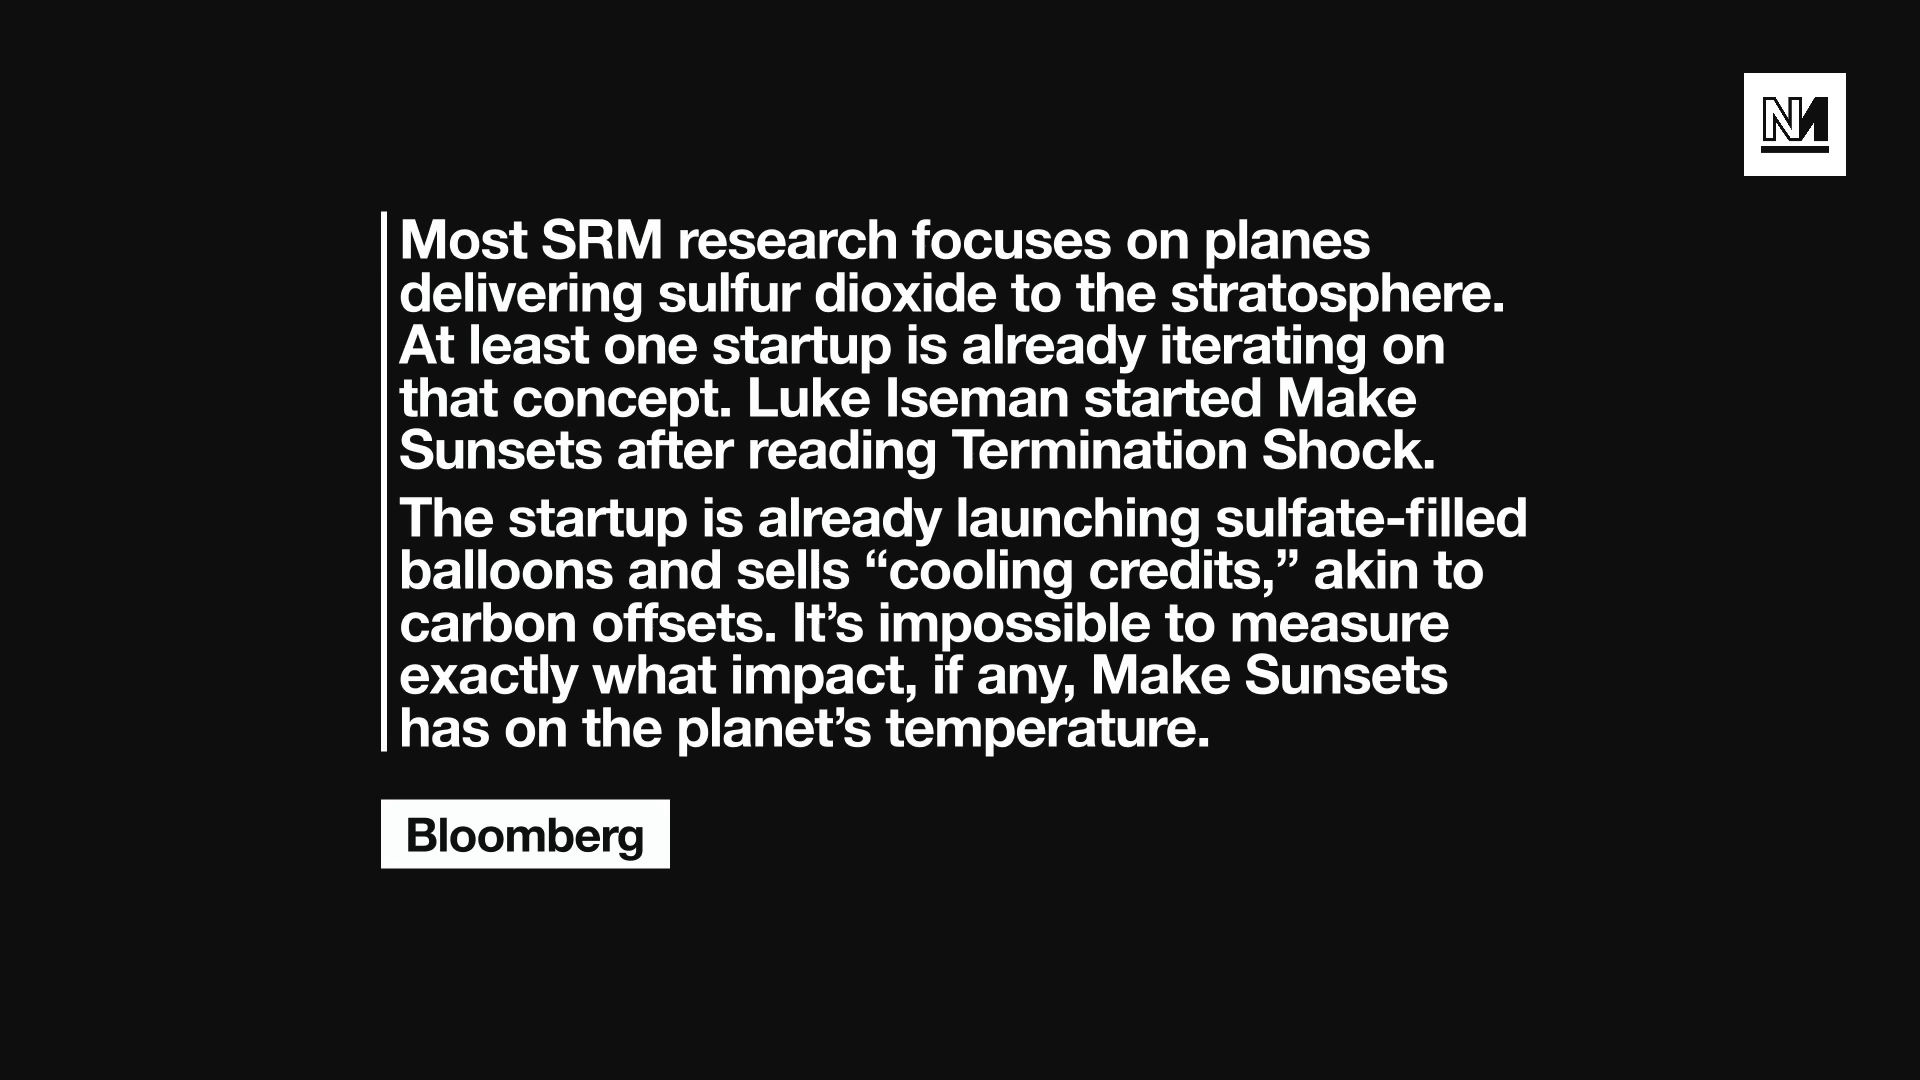 NM
Most SRM research focuses on planes
delivering sulfur dioxide to the stratosphere.
At least one startup is already iterating on
that concept. Luke Iseman started Make
Sunsets after reading Termination Shock.
The startup is already launching sulfate-filled
balloons and sells “cooling credits,” akin to
carbon offsets. It’s impossible to measure
exactly what impact, if any, Make Sunsets
has on the planet’s temperature.
Bloomberg